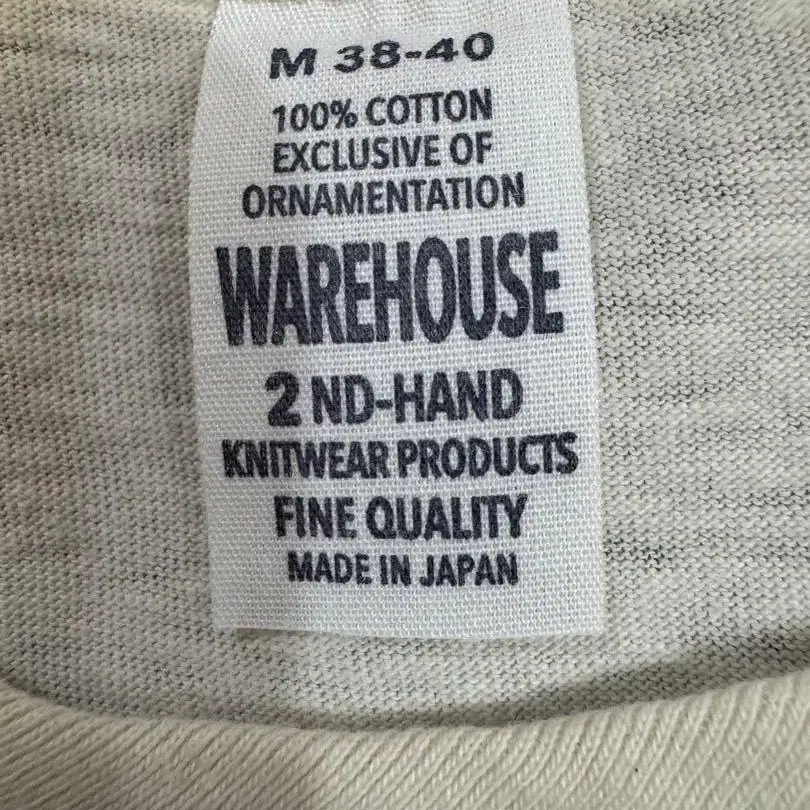 M 38-40
100% COTTON
EXCLUSIVE OF
ORNAMENTATION
WAREHOUSE
2 ND-HAND
KNITWEAR PRODUCTS
FINE QUALITY
MADE IN JAPAN